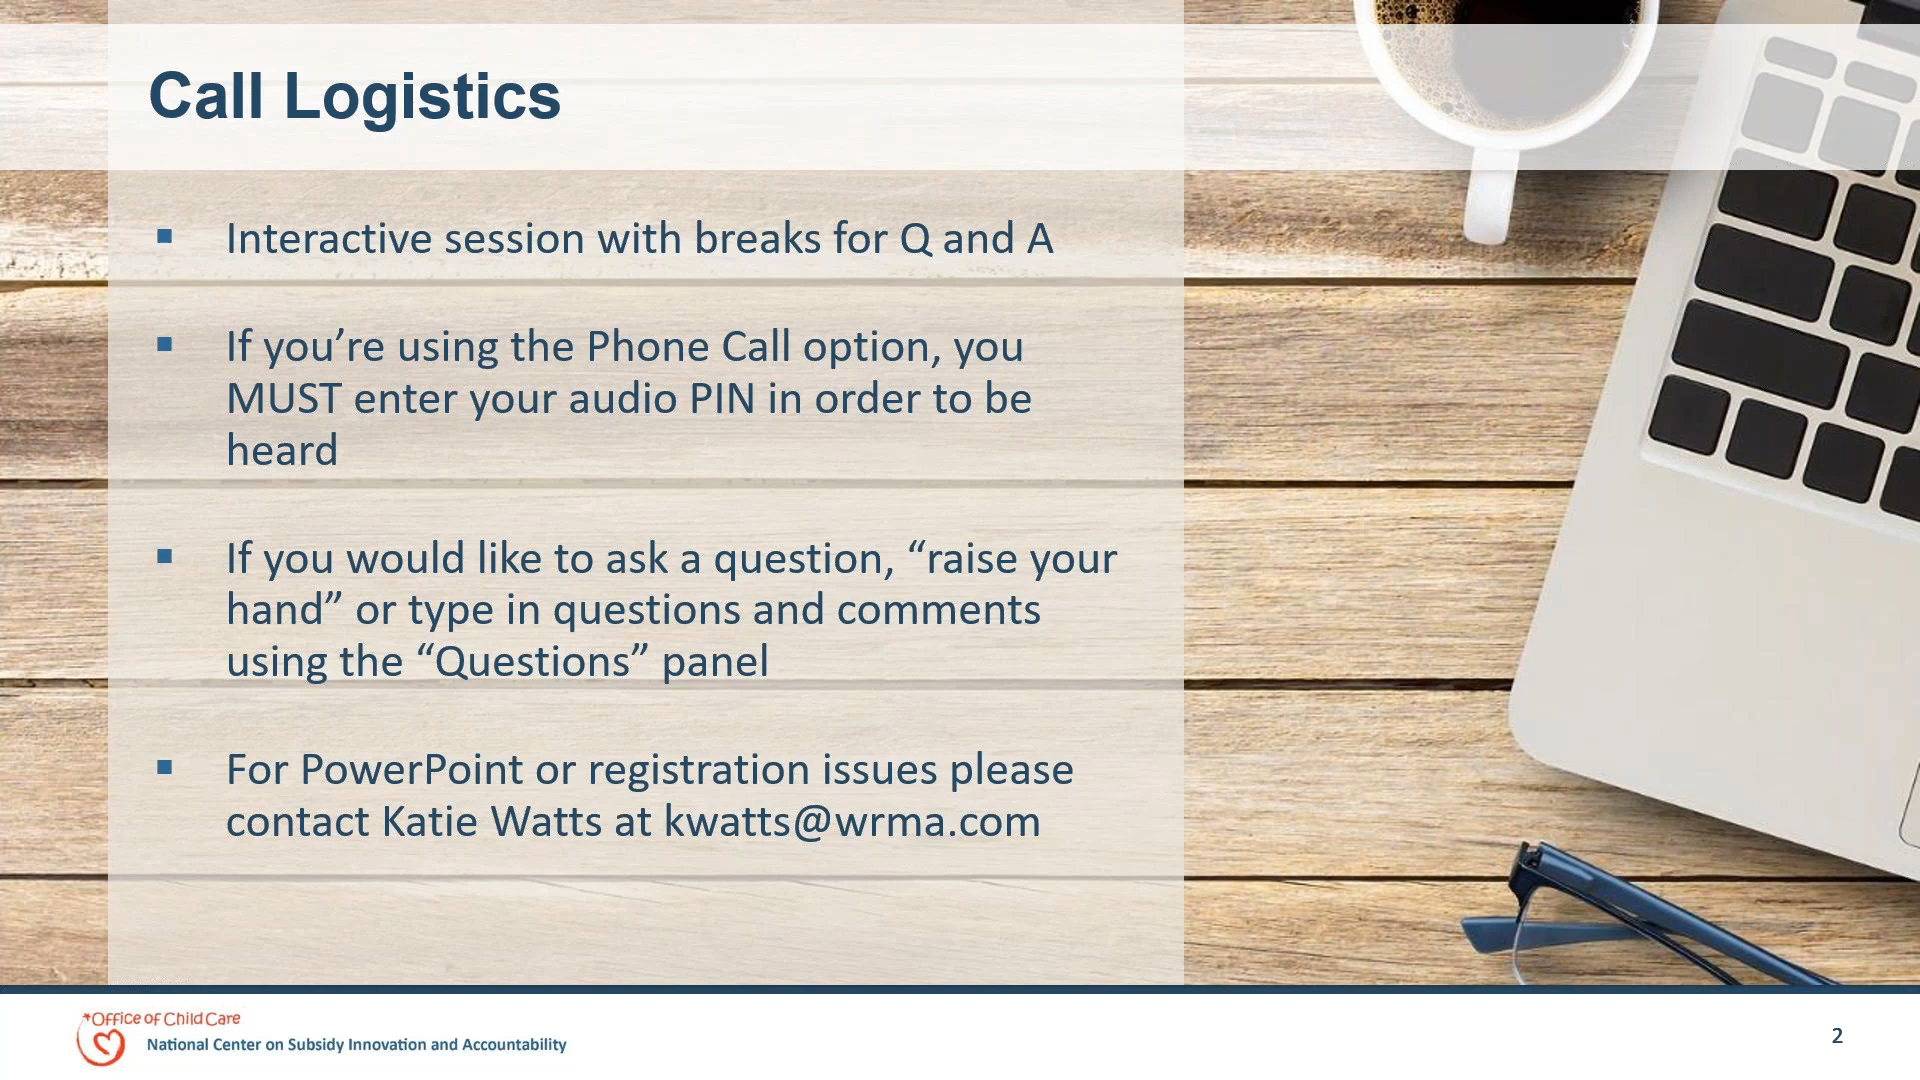 Call Logistics
▪ Interactive session with breaks for Q and A
▪ If you’re using the Phone Call option, you
MUST enter your audio PIN in order to be
heard
▪ If you would like to ask a question, “raise your
hand” or type in questions and comments
using the “Questions” panel
▪ For PowerPoint or registration issues please
contact Katie Watts at kwatts@wrma.com
Office of Child Care
National Center on Subsidy Innovation and Accountability
2